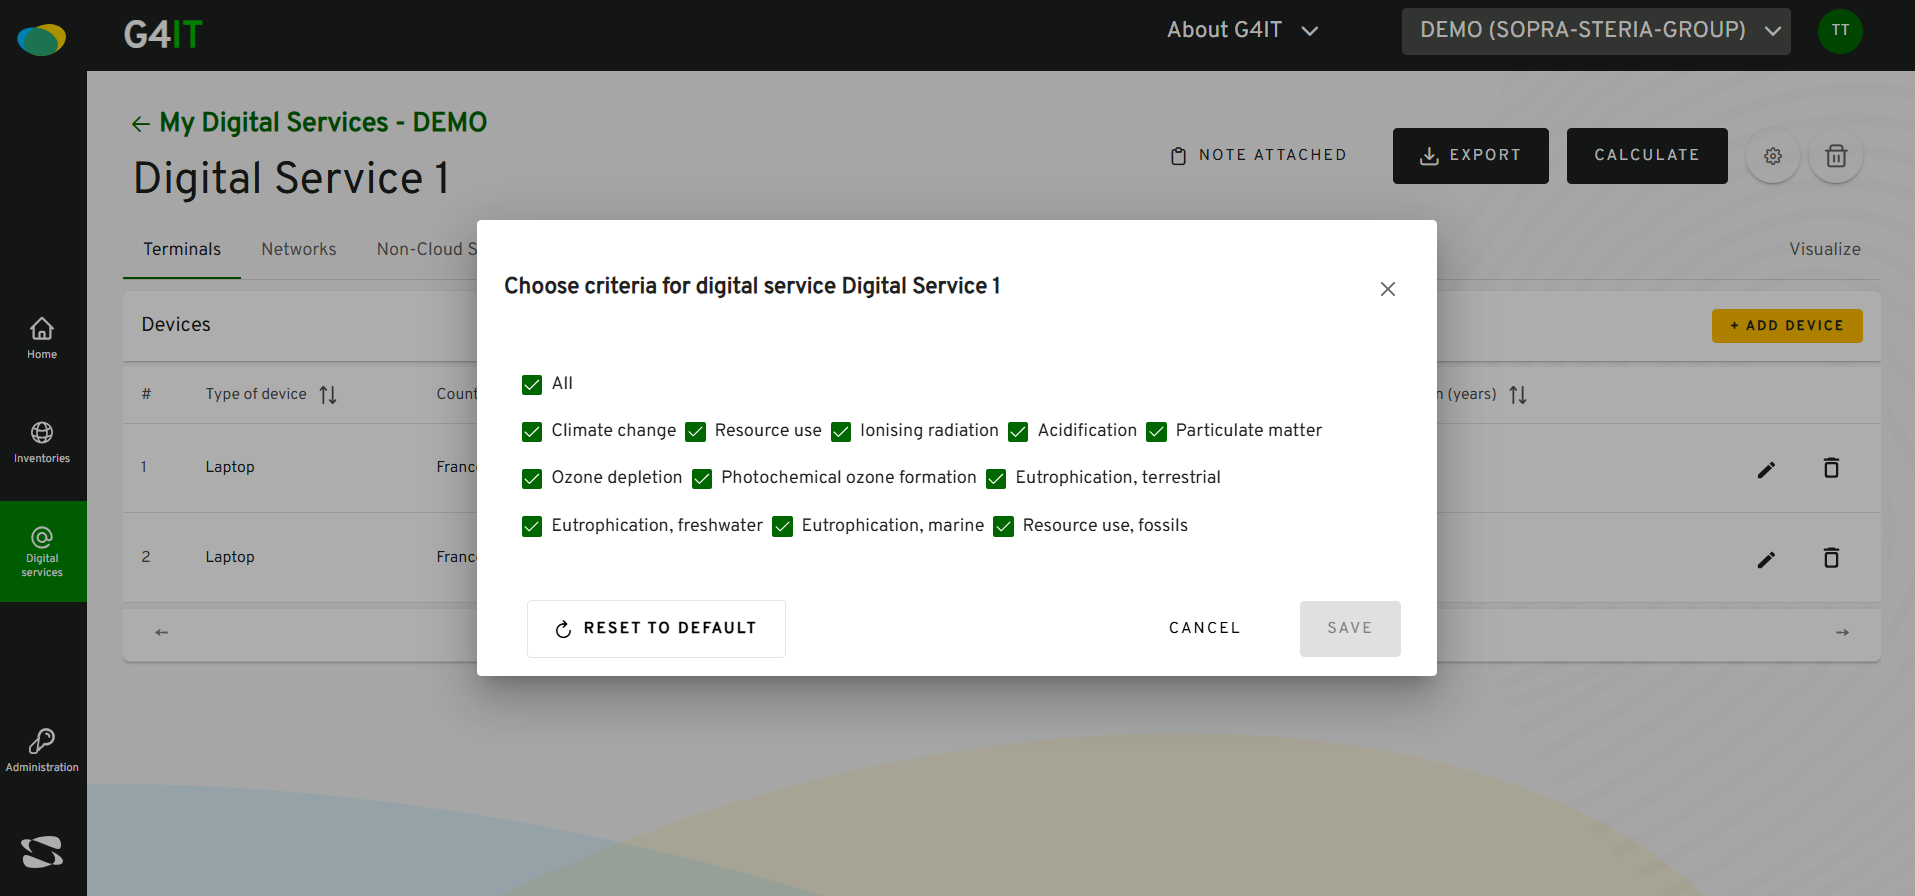 G4IT
About G4IT
DEMO (SOPRA-STERIA-GROUP)
TT
My Digital Services - DEMO
Digital Service 1
NOTE ATTACHED
EXPORT
CALCULATE
Terminals
Networks
Non-Cloud S
Visualize
Choose criteria for digital service Digital Service 1
Devices
+ ADD DEVICE
Home
#
Type of device
Count
n (years)
All
Climate change
Resource use
Ionising radiation
Acidification
Particulate matter
Inventories
1
Laptop
Franc
Ozone depletion
Photochemical ozone formation
Eutrophication, terrestrial
Eutrophication, freshwater
Eutrophication, marine
Resource use, fossils
Digital
services
2
Laptop
Franc
RESET TO DEFAULT
CANCEL
SAVE
Administration